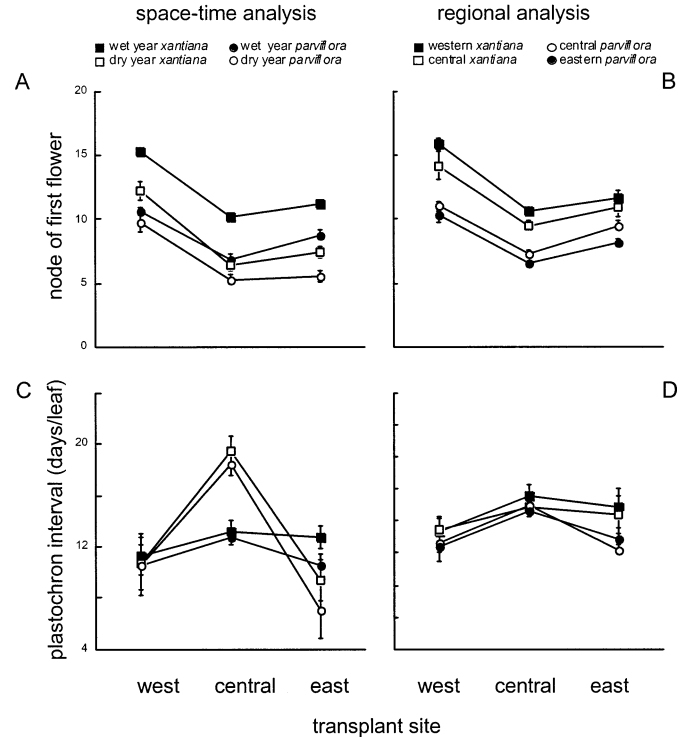 space-time analysis regional analysis
wet year xantiana wet year parviflora western xantiana central parviflora
dry year xantiana dry year parviflora central xantiana eastern parviflora
A B
node of first flower
20
15
10
5
0
C D
plastochron interval (days/leaf)
20
12
4
west central east west central east
transplant site